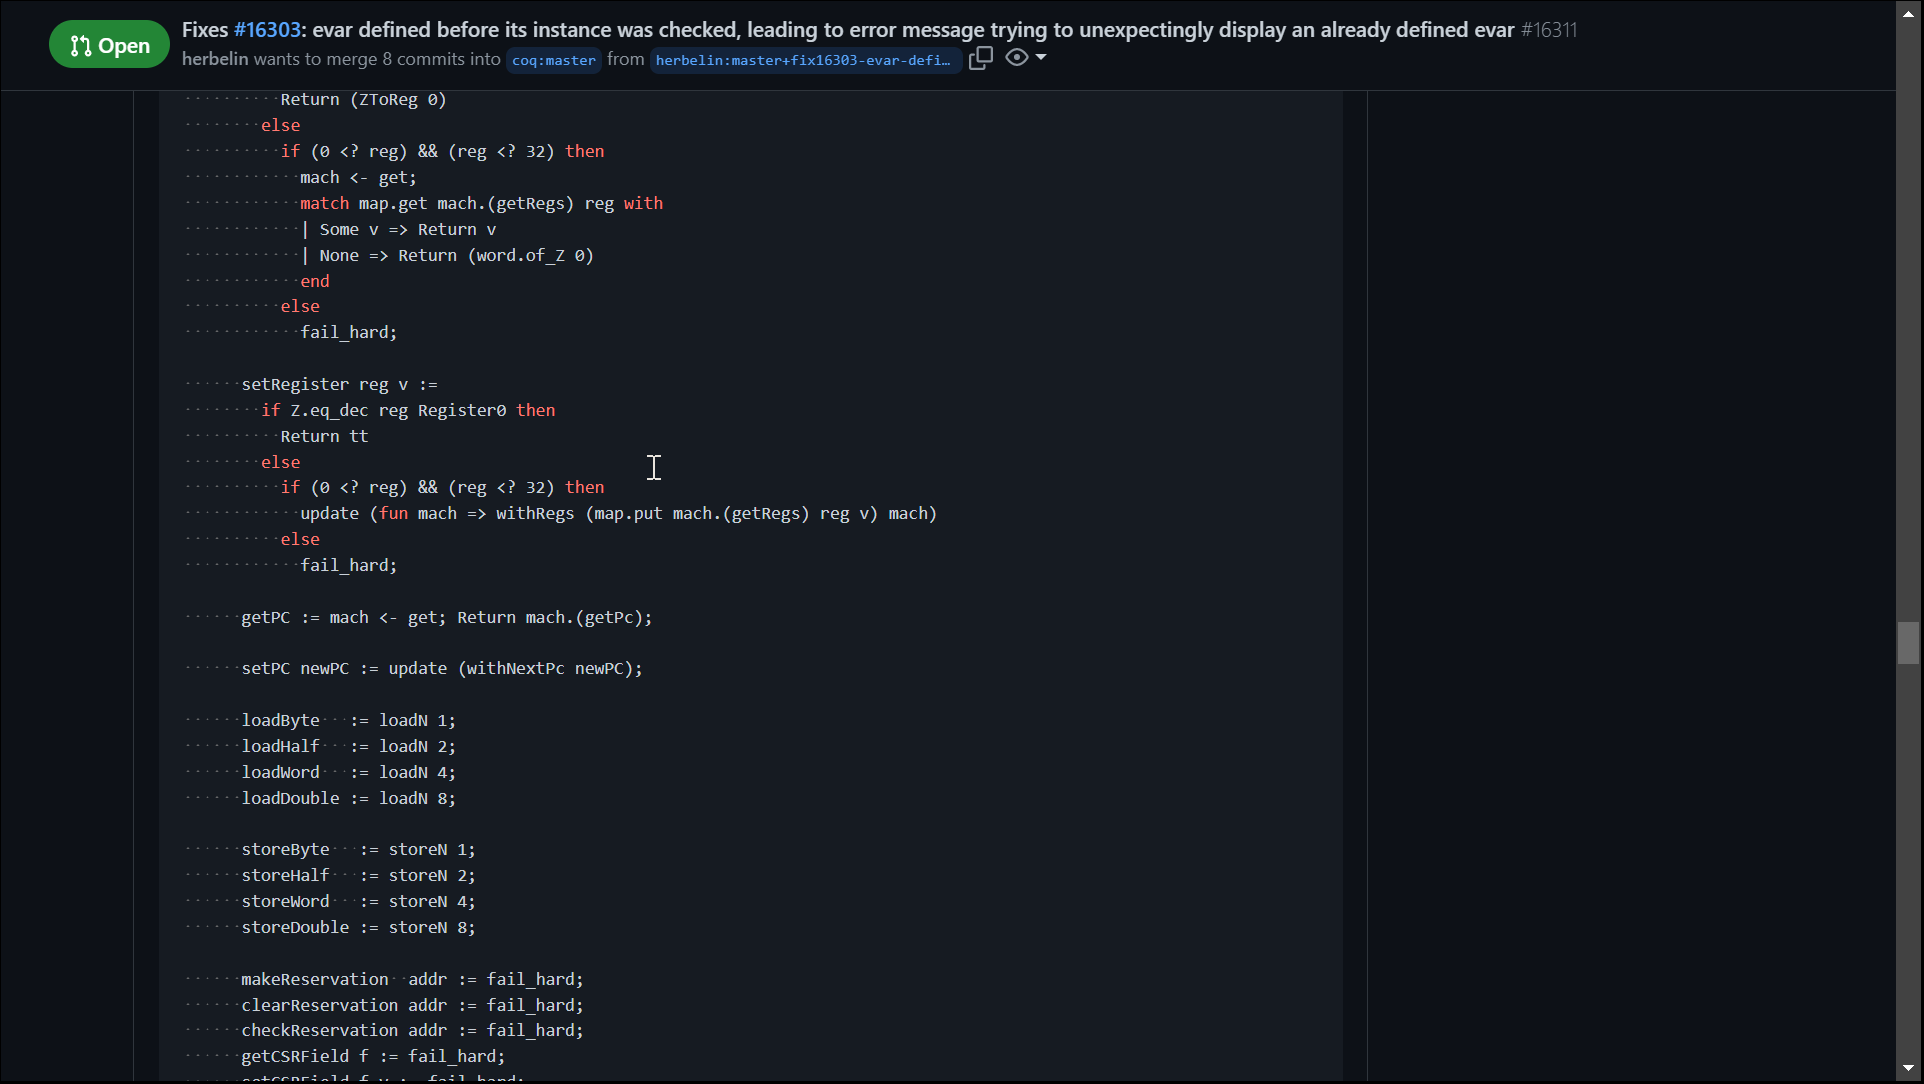 Open
Fixes #16303: evar defined before its instance was checked, leading to error message trying to unexpectingly display an already defined evar #16311
herbelin wants to merge 8 commits into coq:master from herbelin:master+fix16303-evar-defi…
Return (ZToReg 0)
else
if (0 <? reg) && (reg <? 32) then
mach <- get;
match map.get mach.(getRegs) reg with
| Some v => Return v
| None => Return (word.of_Z 0)
end
else
fail_hard;
setRegister reg v :=
if Z.eq_dec reg Register0 then
Return tt
else
if (0 <? reg) && (reg <? 32) then
update (fun mach => withRegs (map.put mach.(getRegs) reg v) mach)
else
fail_hard;
getPC := mach <- get; Return mach.(getPc);
setPC newPC := update (withNextPc newPC);
loadByte   := loadN 1;
loadHalf   := loadN 2;
loadWord   := loadN 4;
loadDouble := loadN 8;
storeByte   := storeN 1;
storeHalf   := storeN 2;
storeWord   := storeN 4;
storeDouble := storeN 8;
makeReservation  addr := fail_hard;
clearReservation addr := fail_hard;
checkReservation addr := fail_hard;
getCSRField f := fail_hard;
setCSRField f v := fail_hard;